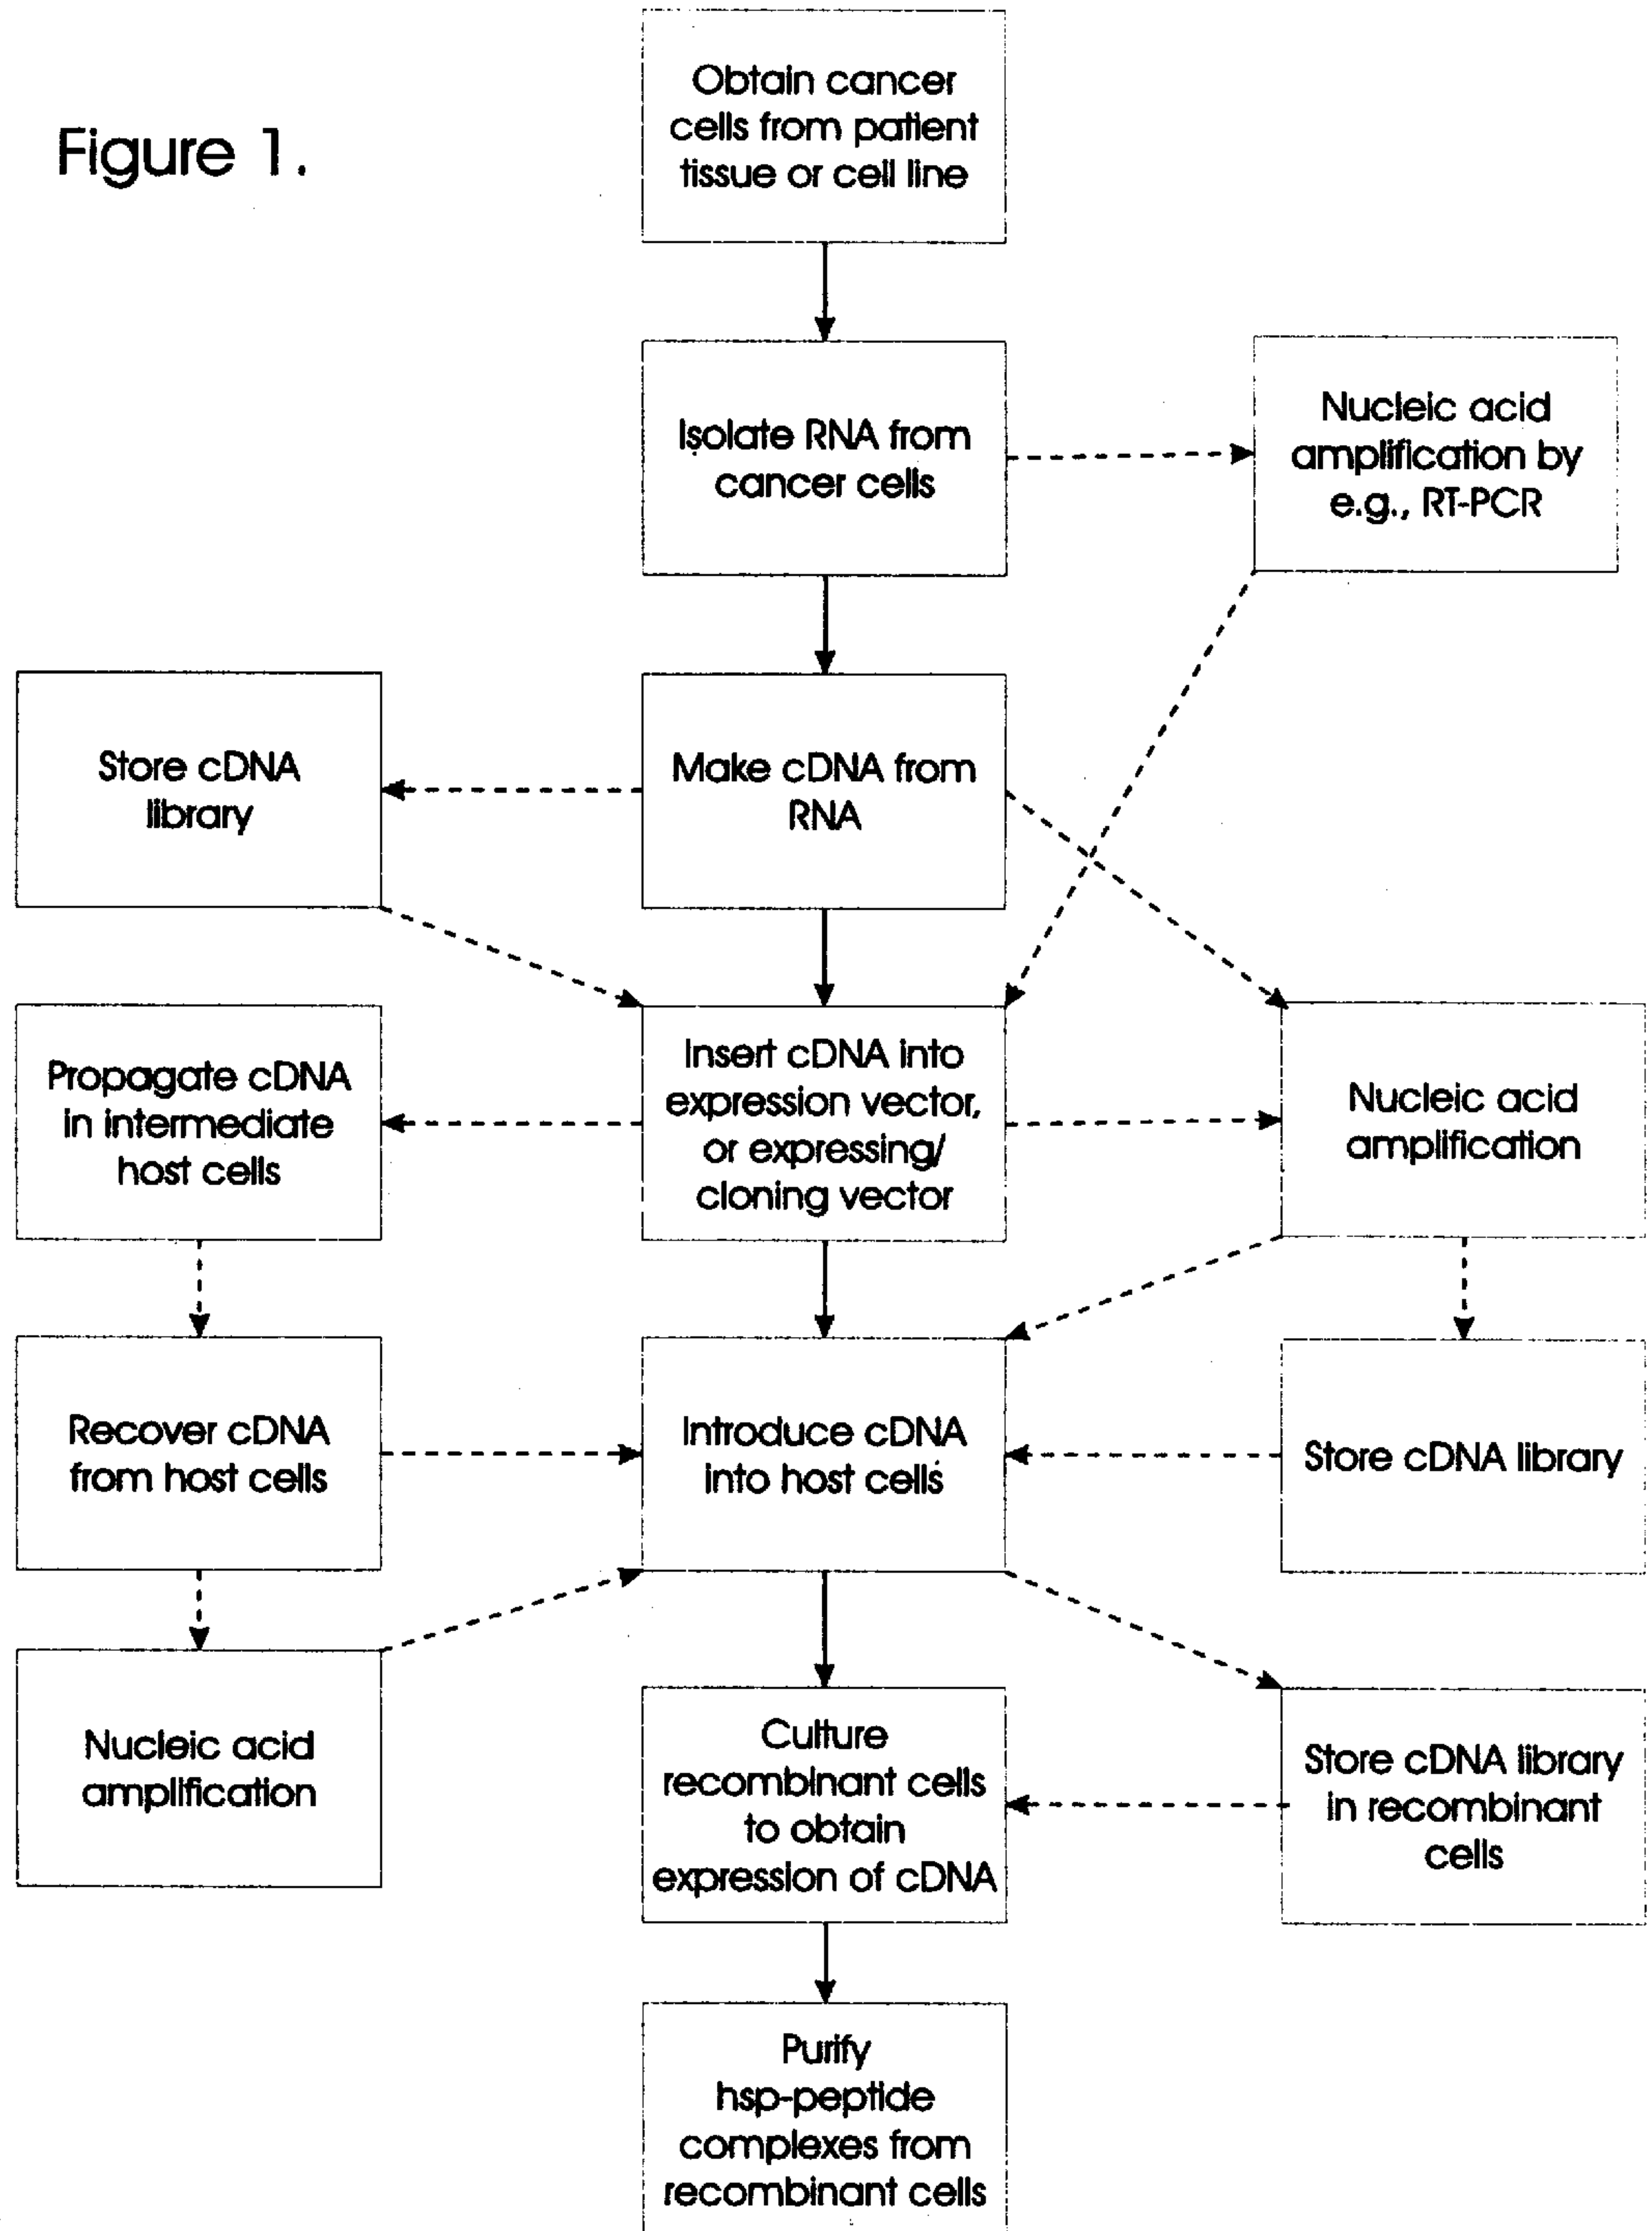 Figure 1.
Obtain cancer
cells from patient
tissue or cell line
Isolate RNA from
cancer cells
Nucleic acid
amplification by
e.g., RT-PCR
Store cDNA
library
Make cDNA from
RNA
Propagate cDNA
in intermediate
host cells
Insert cDNA into
expression vector,
or expressing/
cloning vector
Nucleic acid
amplification
Recover cDNA
from host cells
Introduce cDNA
into host cells
Store cDNA library
Nucleic acid
amplification
Culture
recombinant cells
to obtain
expression of cDNA
Store cDNA library
in recombinant
cells
Purify
hsp-peptide
complexes from
recombinant cells